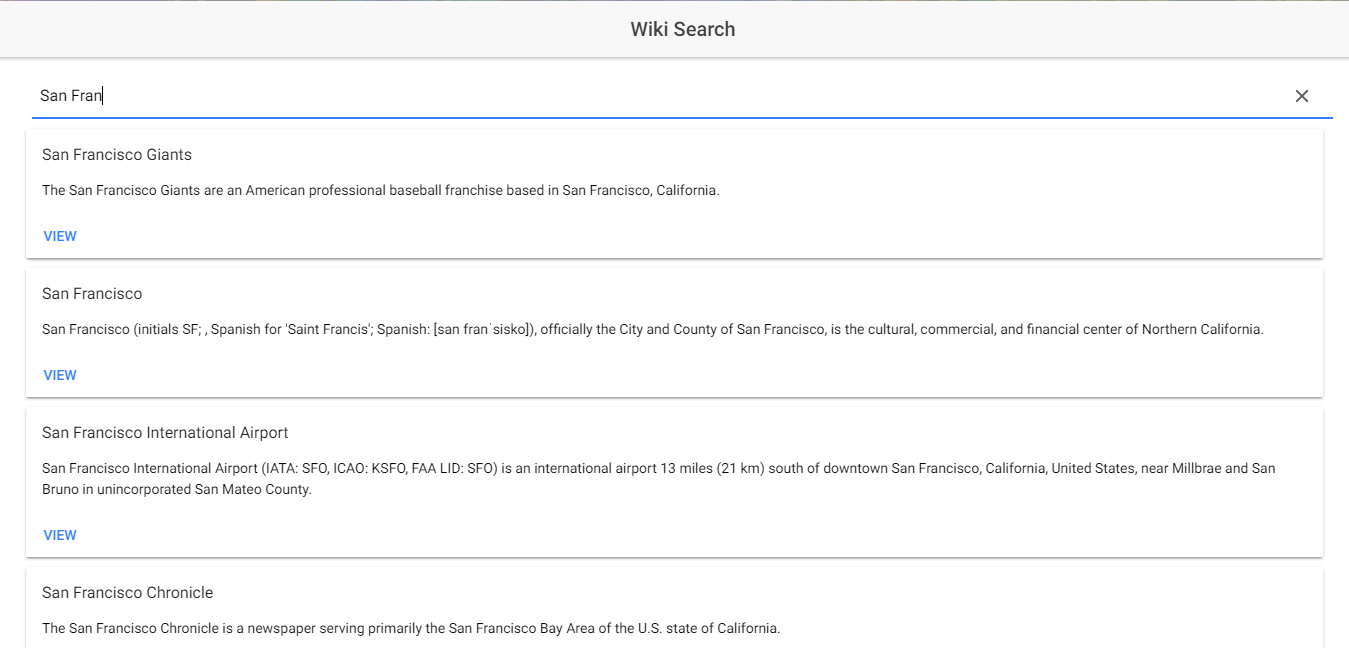 Wiki Search
San Fran
San Francisco Giants
The San Francisco Giants are an American professional baseball franchise based in San Francisco, California.
VIEW
San Francisco
San Francisco (initials SF; , Spanish for 'Saint Francis'; Spanish: [san franˈsisko]), officially the City and County of San Francisco, is the cultural, commercial, and financial center of Northern California.
VIEW
San Francisco International Airport
San Francisco International Airport (IATA: SFO, ICAO: KSFO, FAA LID: SFO) is an international airport 13 miles (21 km) south of downtown San Francisco, California, United States, near Millbrae and San
Bruno in unincorporated San Mateo County.
VIEW
San Francisco Chronicle
The San Francisco Chronicle is a newspaper serving primarily the San Francisco Bay Area of the U.S. state of California.